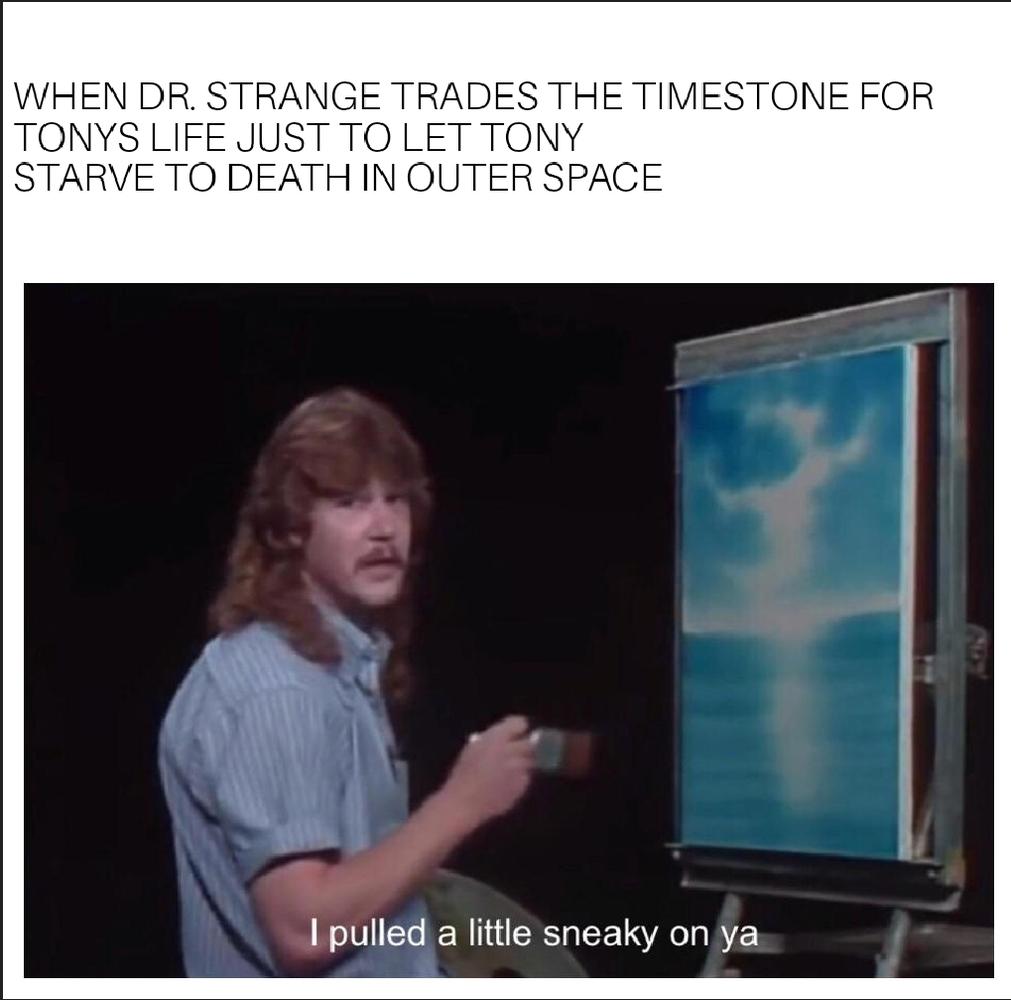 WHEN DR. STRANGE TRADES THE TIMESTONE FOR
TONYS LIFE JUST TO LET TONY
STARVE TO DEATH IN OUTER SPACE
I pulled a little sneaky on ya